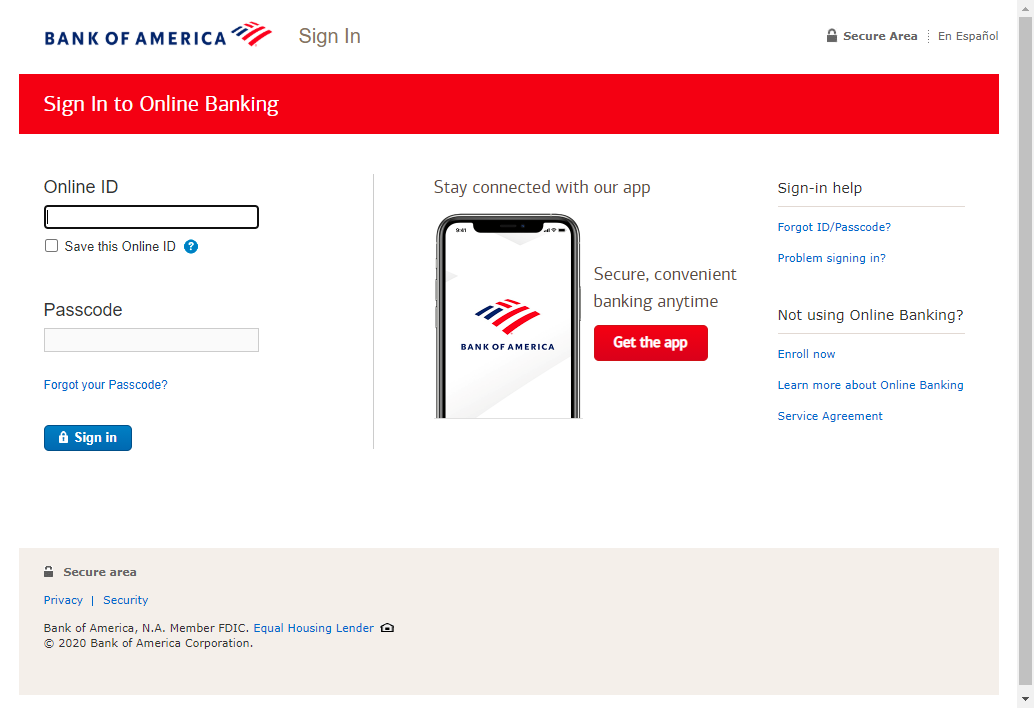 BANK OF AMERICA
Sign In
Secure Area
En Español
Sign In to Online Banking
Online ID
Save this Online ID ?
Passcode
Forgot your Passcode?
Sign in
Stay connected with our app
9:41
BANK OF AMERICA
Secure, convenient
banking anytime
Get the app
Sign-in help
Forgot ID/Passcode?
Problem signing in?
Not using Online Banking?
Enroll now
Learn more about Online Banking
Service Agreement
Secure area
Privacy | Security
Bank of America, N.A. Member FDIC. Equal Housing Lender
© 2020 Bank of America Corporation.